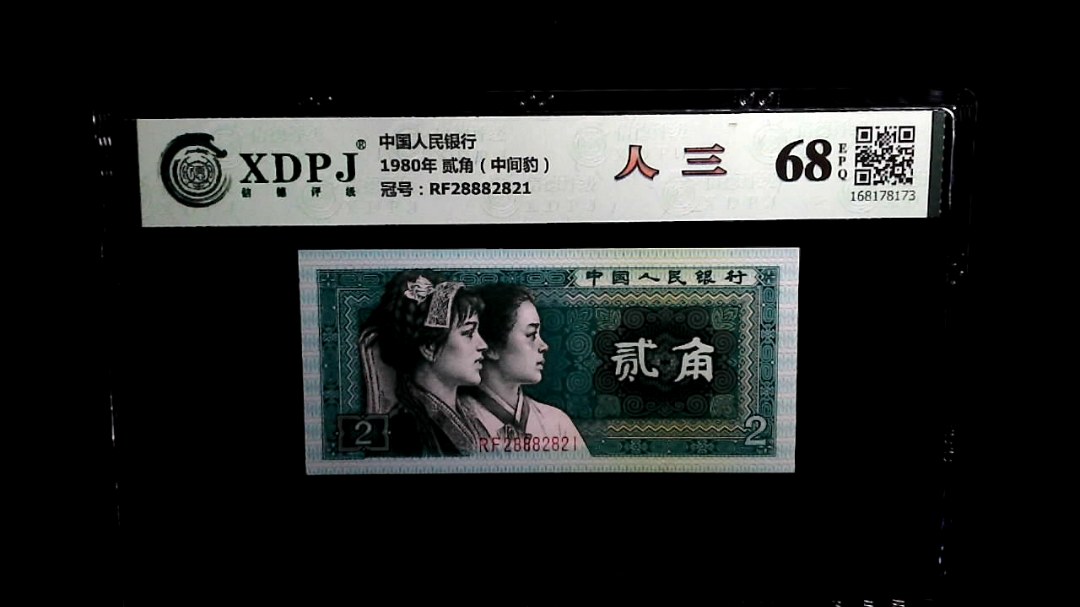 XDPJ®
信德评级
中国人民银行
1980年 贰角（中间豹）
冠号：RF28882821
人三
68
EPQ
168178173
中国人民银行
贰角
2
2
RF28882821